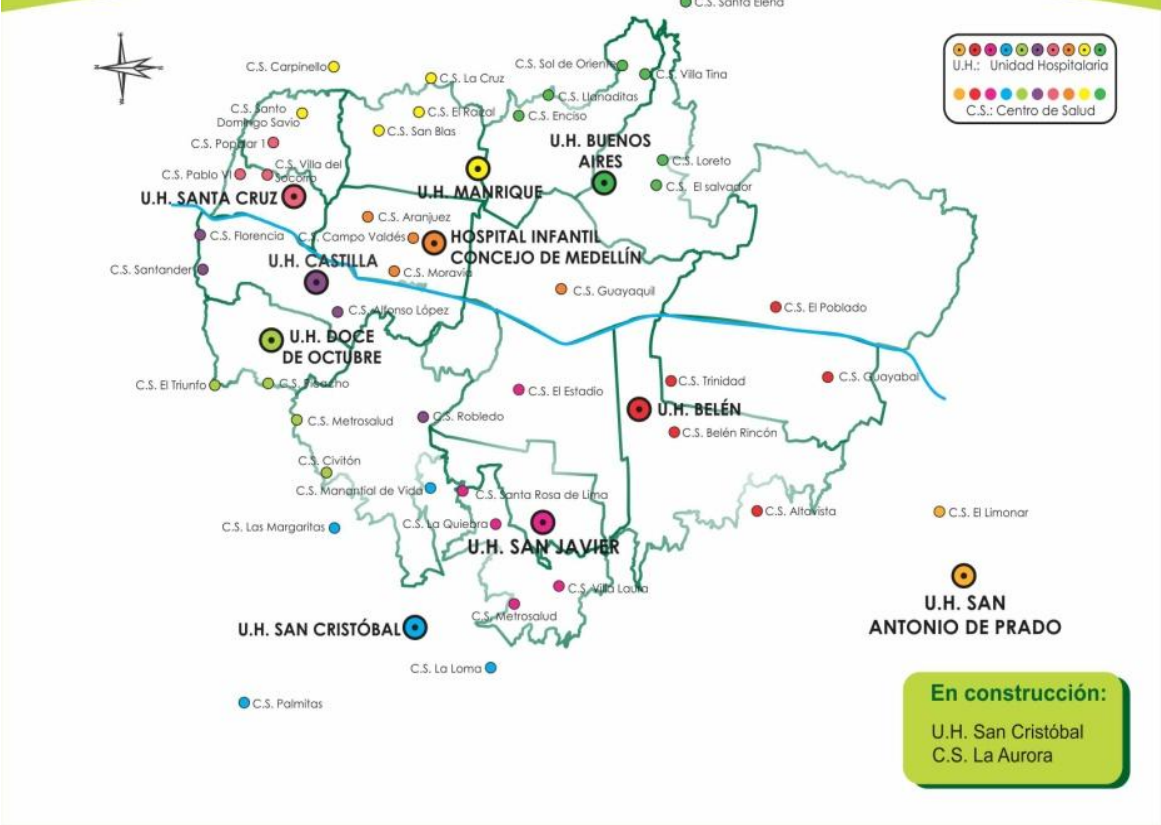 C.S. Santa Elena
C.S. Carpinello
C.S. La Cruz
C.S. Sol de Oriente
C.S. Villa Tina
U.H.: Unidad Hospitalaria
C.S.: Centro de Salud
C.S. Llanaditas
C.S. Santo
Domingo Savio
C.S. El Raizal
C.S. Enciso
C.S. San Blas
C.S. Popular 1
U.H. BUENOS
AIRES
C.S. Loreto
C.S. Pablo VI
C.S. Villa del
Socorro
C.S. El salvador
U.H. SANTA CRUZ
U.H. MANRIQUE
C.S. Aranjuez
C.S. Florencia
C.S. Campo Valdés
HOSPITAL INFANTIL
CONCEJO DE MEDELLÍN
U.H. CASTILLA
C.S. Santander
C.S. Moravia
C.S. Guayaquil
C.S. Alfonso López
C.S. El Poblado
U.H. DOCE
DE OCTUBRE
C.S. El Triunfo
C.S. Picacho
C.S. El Estadio
C.S. Trinidad
C.S. Guayabal
C.S. Metrosalud
C.S. Robledo
U.H. BELÉN
C.S. Belén Rincón
C.S. Civitón
C.S. Manantial de Vida
C.S. Santa Rosa de Lima
C.S. Las Margaritas
C.S. La Quiebra
C.S. Altavista
C.S. El Limonar
U.H. SAN JAVIER
C.S. Villa Laura
C.S. Metrosalud
U.H. SAN
ANTONIO DE PRADO
U.H. SAN CRISTÓBAL
C.S. La Loma
C.S. Palmitas
En construcción:
U.H. San Cristóbal
C.S. La Aurora